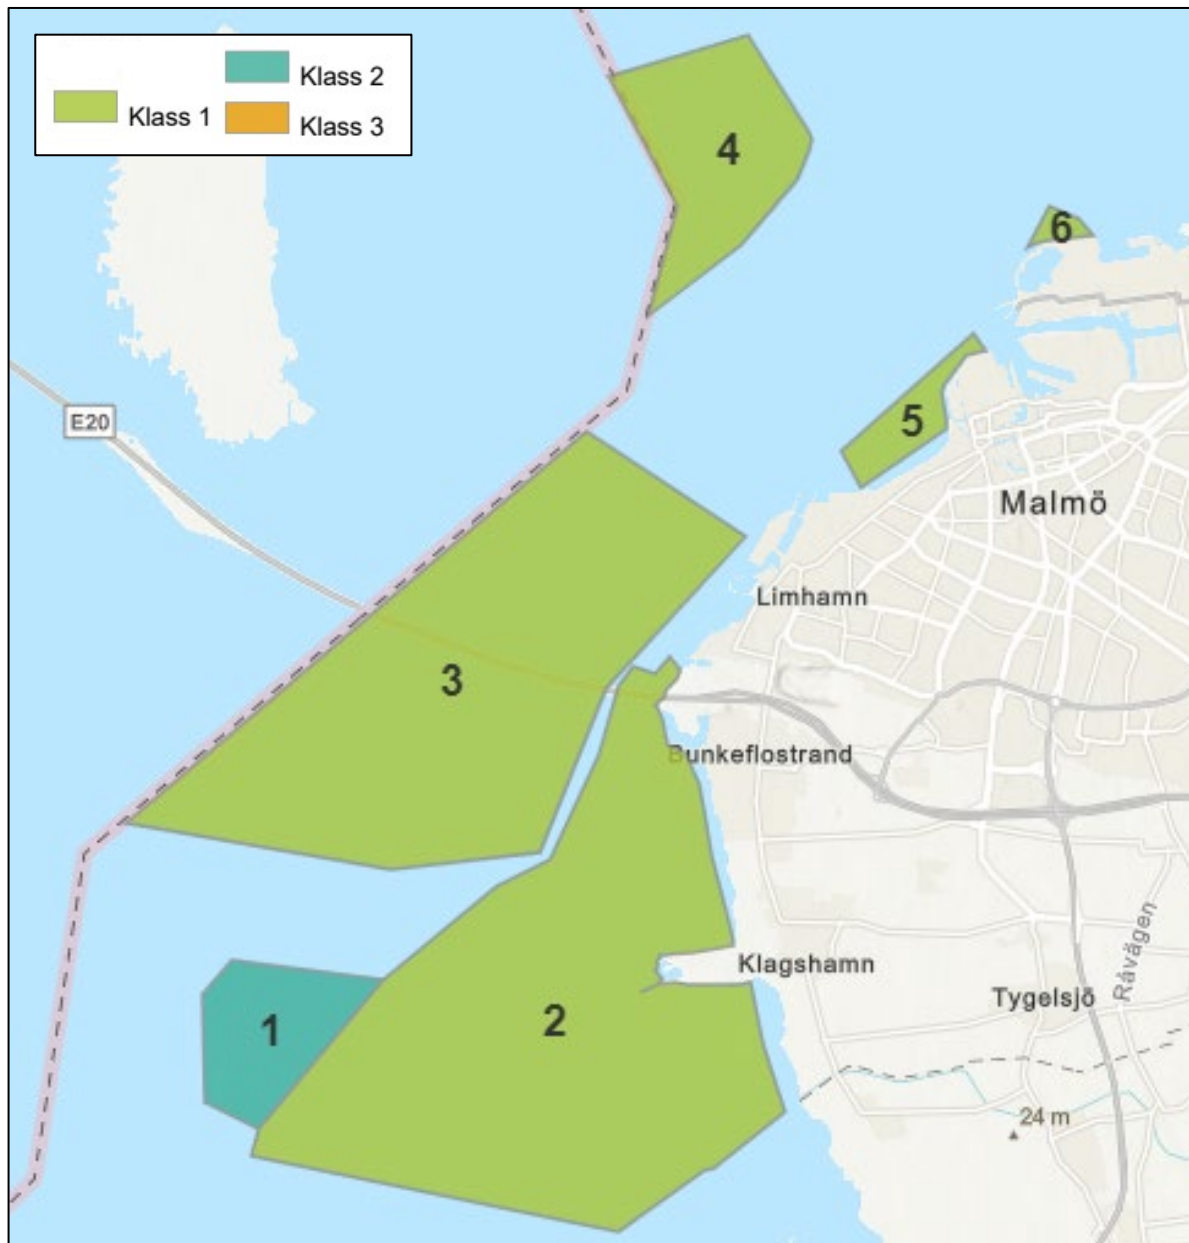 Klass 2
Klass 1
Klass 3
4
6
E20
5
Malmö
Limhamn
3
Bunkeflostrand
Klagshamn
Råvägen
Tygelsjö
2
1
24 m